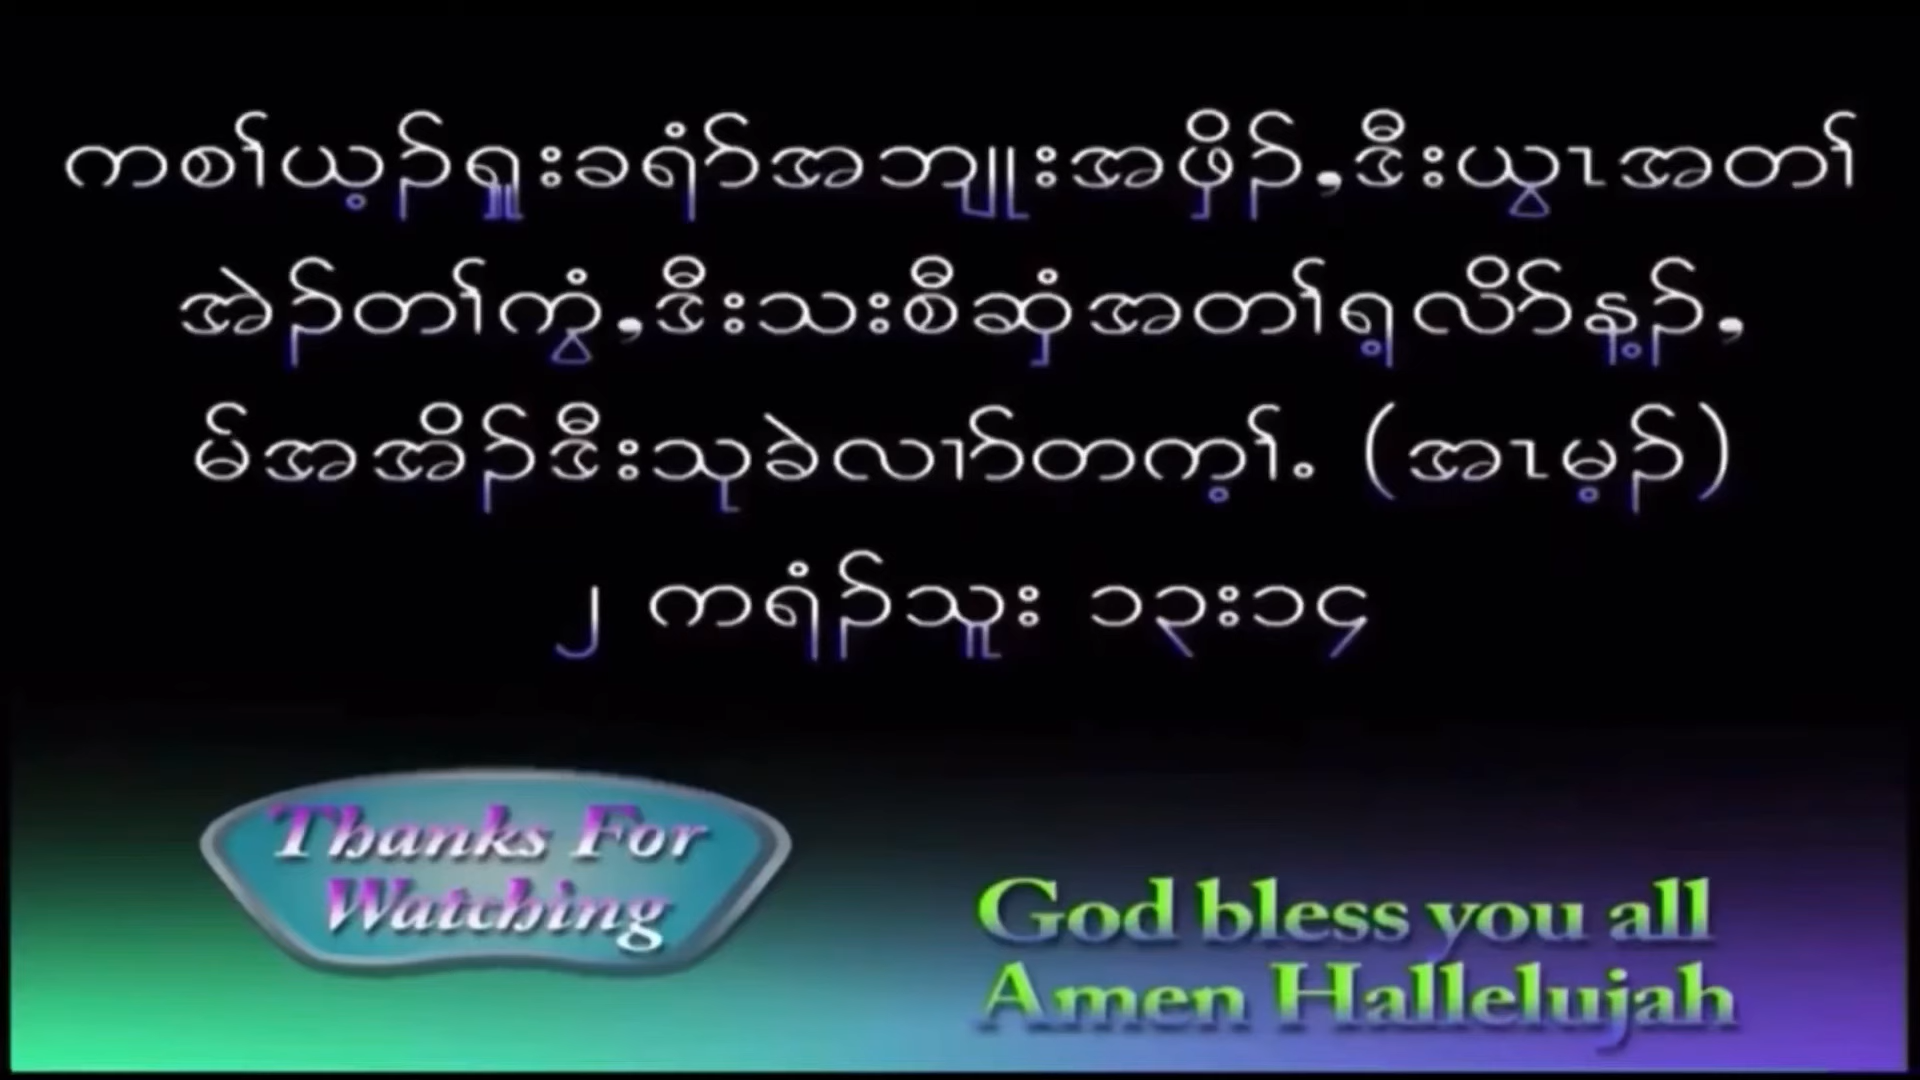 ကစၢ်ယ့ၣ်ရှူးခရံာ်အဘျုးအဖှိၣ်,ဒီးယွၤအတၢ်
အဲၣ်တၢ်ကွံ,ဒီးသးစီဆှံအတၢ်ရ့လိာ်န့ၣ်,
မ်အအိၣ်ဒီးသုခဲလၢာ်တက့ၢ်. (အၤမ့ၣ်)
၂ ကရံၣ်သူး ၁၃း၁၄
Thanks For
Watching
God bless you all
Amen Hallelujah